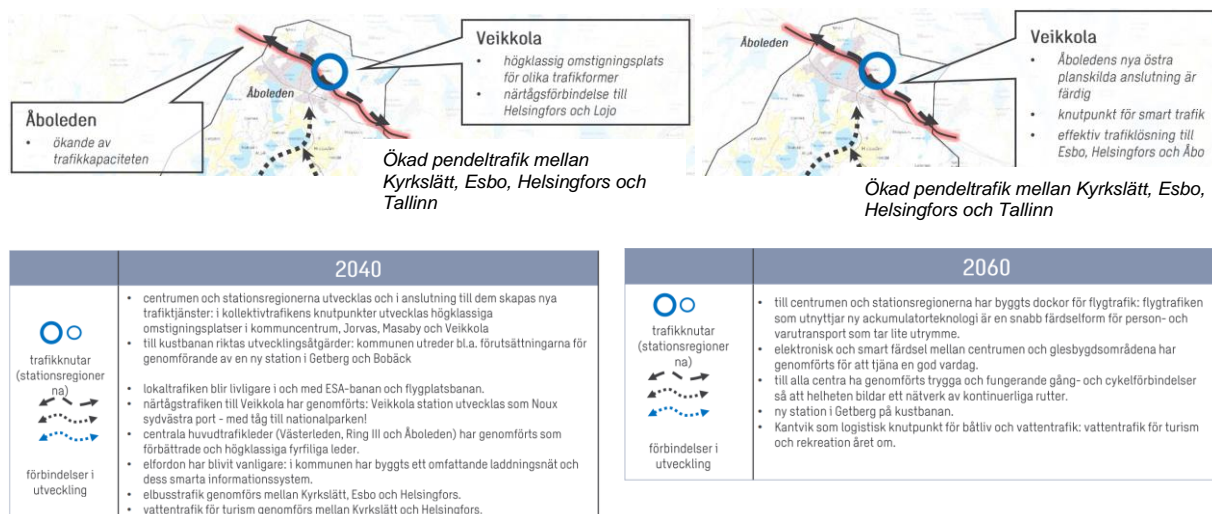 Åboleden
• ökande av
trafikkapaciteten
Åboleden
Veikkola
• högklassig omstigningsplats
för olika trafikformer
• närtågsförbindelse till
Helsingfors och Lojo
Ökad pendeltrafik mellan
Kyrkslätt, Esbo, Helsingfors och
Tallinn
Åboleden
Veikkola
• Åboledens nya östra
planskilda anslutning är
färdig
• knutpunkt för smart trafik
• effektiv trafiklösning till
Esbo, Helsingfors och Åbo
Ökad pendeltrafik mellan Kyrkslätt, Esbo,
Helsingfors och Tallinn
2040
trafikknutar
(stationsregioner
na)
förbindelser i
utveckling
• centrumen och stationsregionerna utvecklas och i anslutning till dem skapas nya
trafiktjänster: i kollektivtrafikens knutpunkter utvecklas högklassiga
omstigningsplatser i kommuncentrum, Jorvas, Masaby och Veikkola
• till kustbanan riktas utvecklingsåtgärder: kommunen utreder bl.a. förutsättningarna för
genomförande av en ny station i Getberg och Bobäck
• lokaltrafiken blir livligare i och med ESA-banan och flygplatsbanan.
• närtågstrafiken till Veikkola har genomförts: Veikkola station utvecklas som Noux
sydvästra port - med tåg till nationalparken!
• centrala huvudtrafikleder (Västerleden, Ring III och Åboleden) har genomförts som
förbättrade och högklassiga fyrfiliga leder.
• elfordon har blivit vanligare: i kommunen har byggts ett omfattande laddningsnät och
dess smarta informationssystem.
• elbusstrafik genomförs mellan Kyrkslätt, Esbo och Helsingfors.
• vattentrafik för turism genomförs mellan Kyrkslätt och Helsingfors.
2060
trafikknutar
(stationsregioner
na)
förbindelser i
utveckling
• till centrumen och stationsregionerna har byggts dockor för flygtrafik: flygtrafiken
som utnyttjar ny ackumulatorteknologi är en snabb färdselform för person- och
varutransport som tar lite utrymme.
• elektronisk och smart färdsel mellan centrumen och glesbygdsområdena har
genomförts för att tjäna en god vardag.
• till alla centra ha genomförts trygga och fungerande gång- och cykelförbindelser
så att helheten bildar ett nätverk av kontinuerliga rutter.
• ny station i Getberg på kustbanan.
• Kantvik som logistisk knutpunkt för båtliv och vattentrafik: vattentrafik för turism
och rekreation året om.